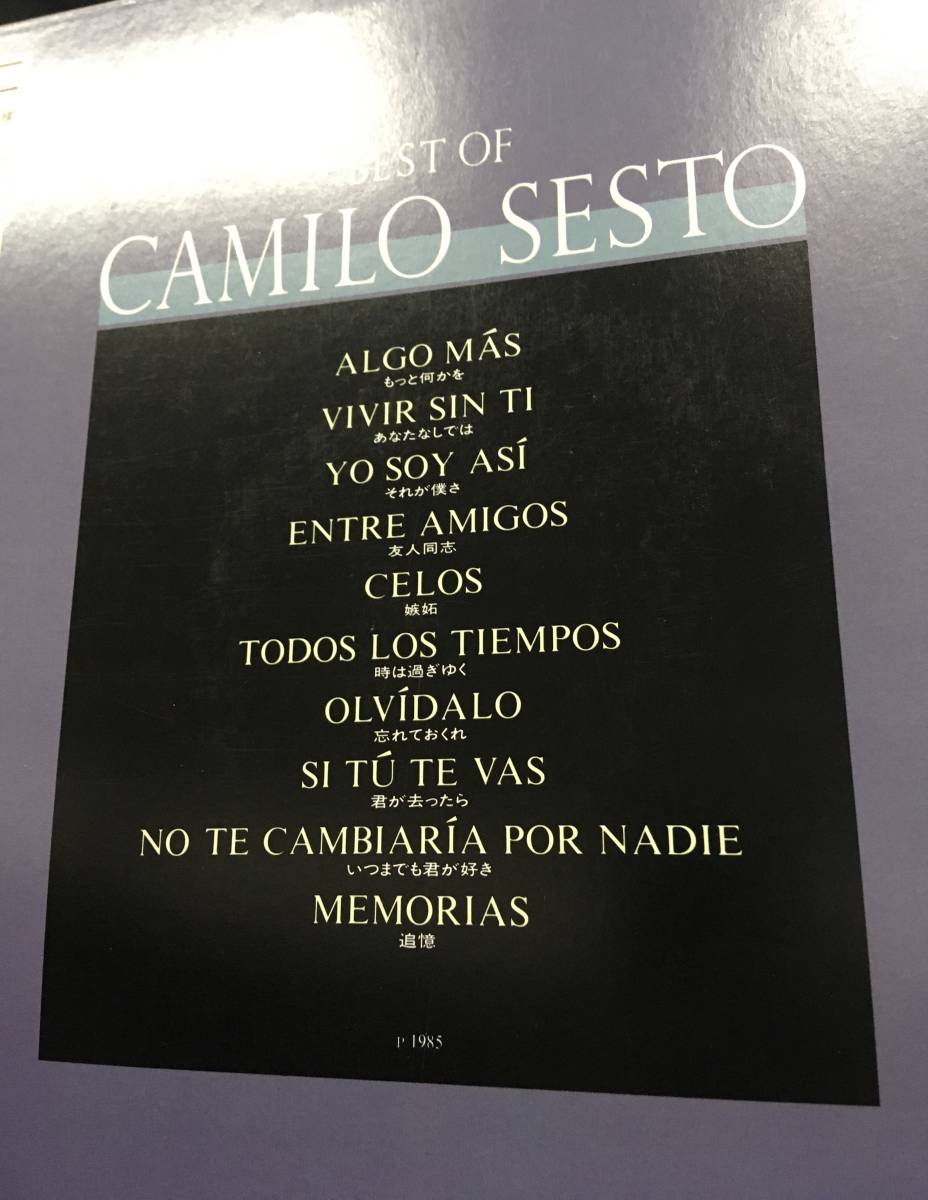 BEST OF
CAMILO SESTO
ALGO MÁS
もっと何かを
VIVIR SIN TI
あなたなしでは
YO SOY ASÍ
それが僕さ
ENTRE AMIGOS
友人同志
CELOS
嫉妬
TODOS LOS TIEMPOS
時は過ぎゆく
OLVÍDALO
忘れておくれ
SI TÚ TE VAS
君が去ったら
NO TE CAMBIARÍA POR NADIE
いつまでも君が好き
MEMORIAS
追憶
P 1985